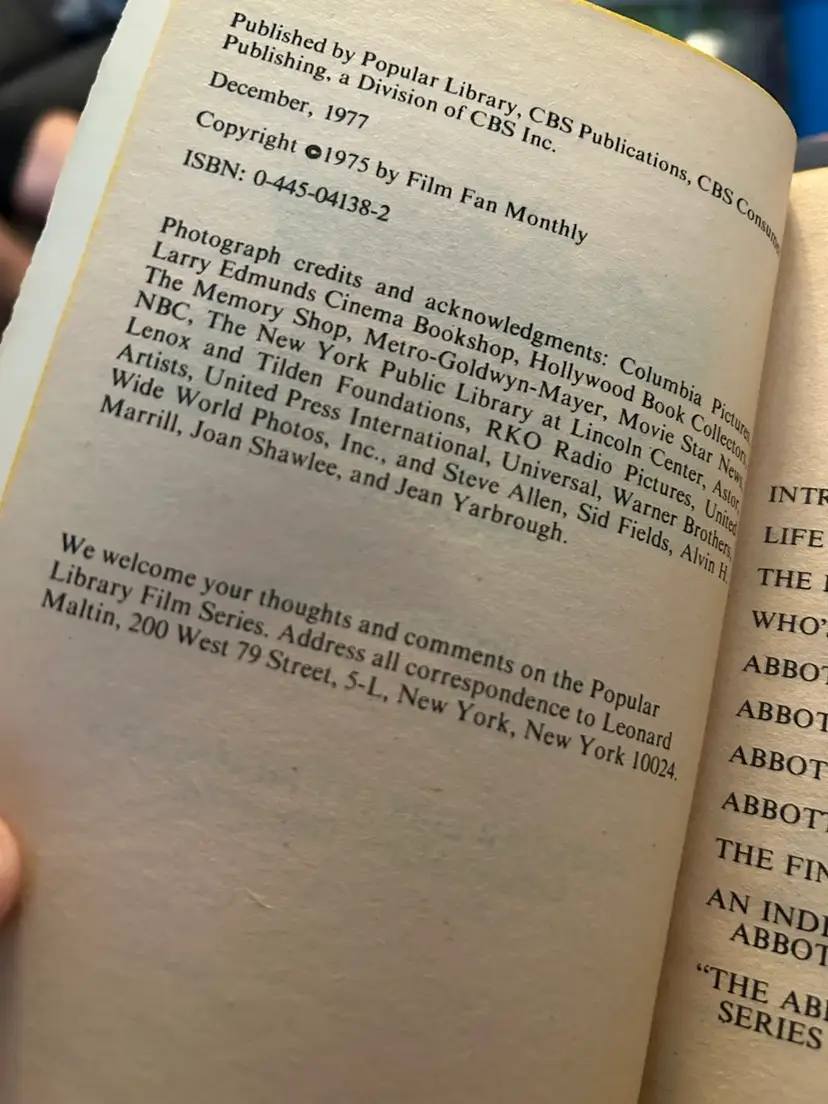 Published by Popular Library, CBS Publications, CBS Consume
Publishing, a Division of CBS Inc.
December, 1977
Copyright ©1975 by Film Fan Monthly
ISBN: 0-445-04138-2
Photograph credits and acknowledgments: Columbia Pictures,
Larry Edmunds Cinema Bookshop, Hollywood Book Collectors,
The Memory Shop, Metro-Goldwyn-Mayer, Movie Star News,
NBC, The New York Public Library at Lincoln Center, Astor,
Lenox and Tilden Foundations, RKO Radio Pictures, United
Artists, United Press International, Universal, Warner Brothers,
Wide World Photos, Inc., and Steve Allen, Sid Fields, Alvin H.
Marrill, Joan Shawlee, and Jean Yarbrough.
We welcome your thoughts and comments on the Popular
Library Film Series. Address all correspondence to Leonard
Maltin, 200 West 79 Street, 5-L, New York, New York 10024.
INTR
LIFE
THE
WHO'
ABBOT
ABBOT
ABBOT
ABBOTT
THE FIN
AN INDE
ABBOT
"THE ABB
SERIES